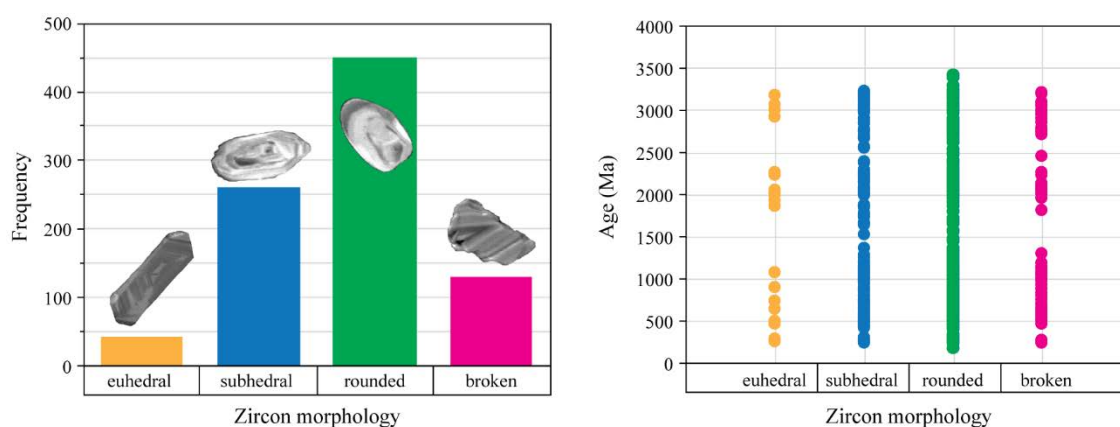 500
400
300
200
100
0
Frequency
euhedral subhedral rounded broken
Zircon morphology
4000
3500
3000
2500
2000
1500
1000
500
0
Age (Ma)
euhedral subhedral rounded broken
Zircon morphology